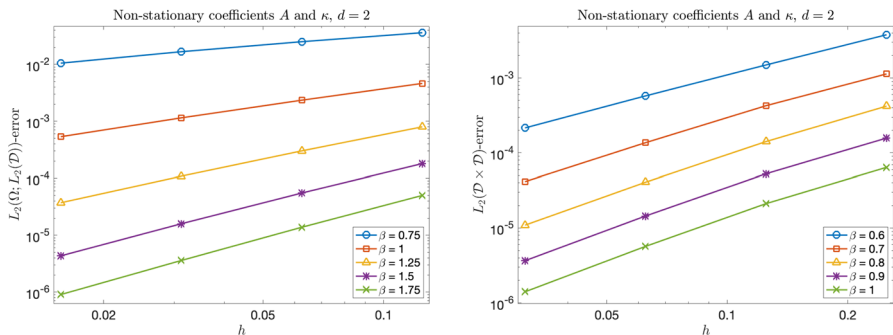 Non-stationary coefficients A and κ, d = 2
L₂(Ω; L₂(𝒟))-error
10⁻²
10⁻³
10⁻⁴
10⁻⁵
10⁻⁶
β = 0.75
β = 1
β = 1.25
β = 1.5
β = 1.75
0.02
0.05
0.1
h
Non-stationary coefficients A and κ, d = 2
L₂(𝒟 × 𝒟)-error
10⁻³
10⁻⁴
10⁻⁵
10⁻⁶
β = 0.6
β = 0.7
β = 0.8
β = 0.9
β = 1
0.05
0.1
0.2
h